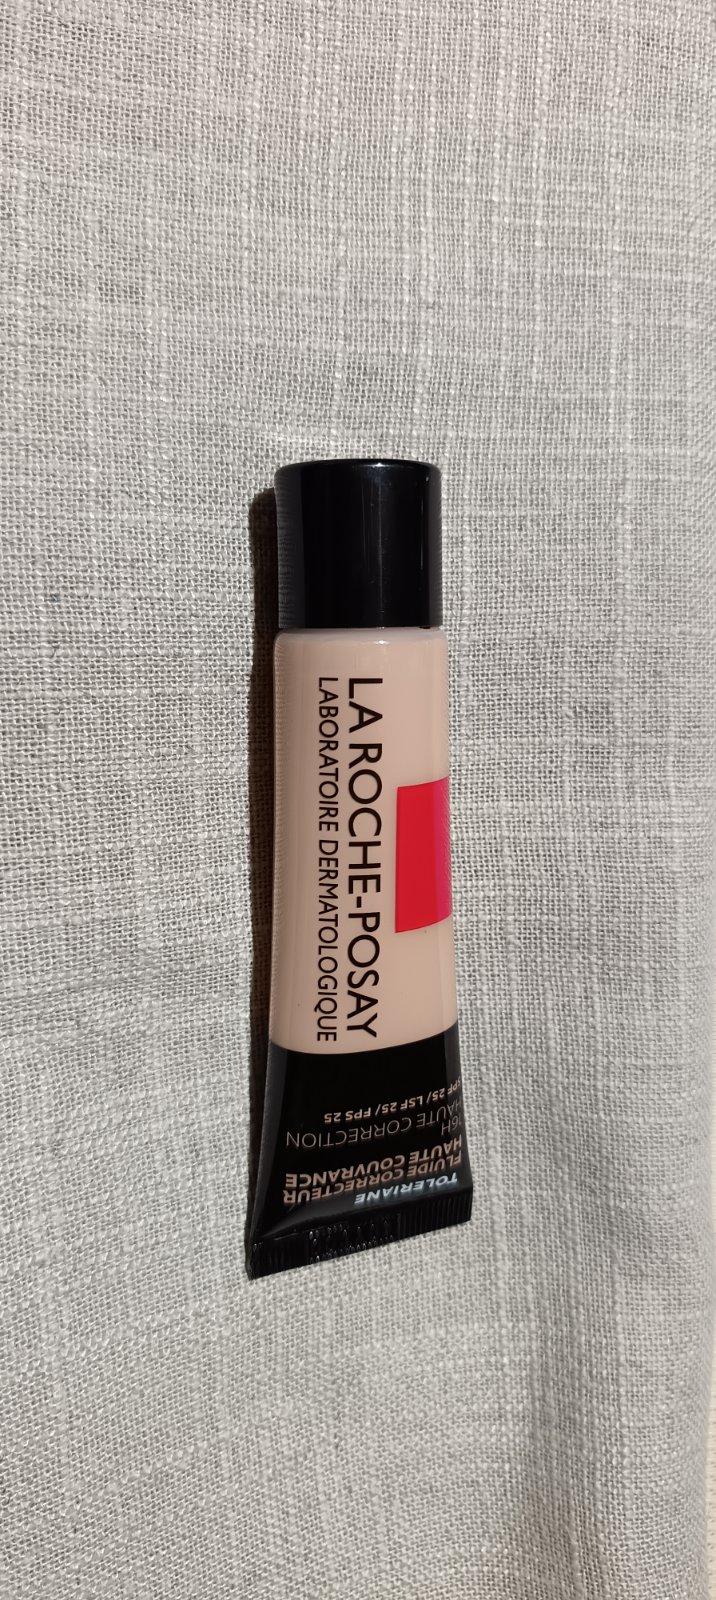 LA ROCHE-POSAY
LABORATOIRE DERMATOLOGIQUE
TOLERIANE
FLUIDE CORRECTEUR
HAUTE COUVRANCE
16H
HAUTE CORRECTION
SPF 25/ LSF 25/ FPS 25